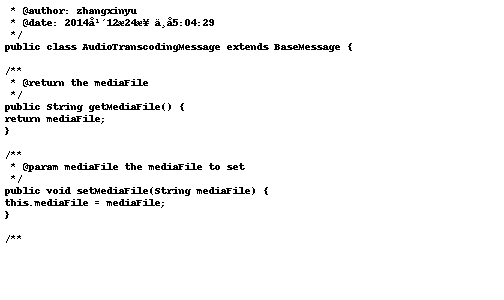 * @author: zhangxinyu
* @date: 2014å¹´12æ24æ¥ ä¸å5:04:29
*/
public class AudioTranscodingMessage extends BaseMessage {
/**
* @return the mediaFile
*/
public String getMediaFile() {
return mediaFile;
}
/**
* @param mediaFile the mediaFile to set
*/
public void setMediaFile(String mediaFile) {
this.mediaFile = mediaFile;
}
/**